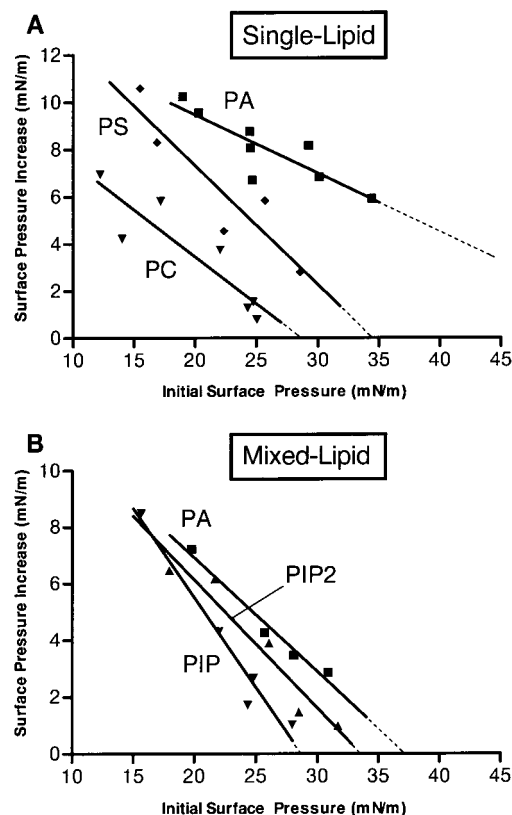 A
Single-Lipid
Surface Pressure Increase (mN/m)
12
10
8
6
4
2
0
PA
PS
PC
10 15 20 25 30 35 40 45
Initial Surface Pressure (mN/m)
B
Mixed-Lipid
Surface Pressure Increase (mN/m)
10
8
6
4
2
0
PA
PIP2
PIP
10 15 20 25 30 35 40 45
Initial Surface Pressure (mN/m)